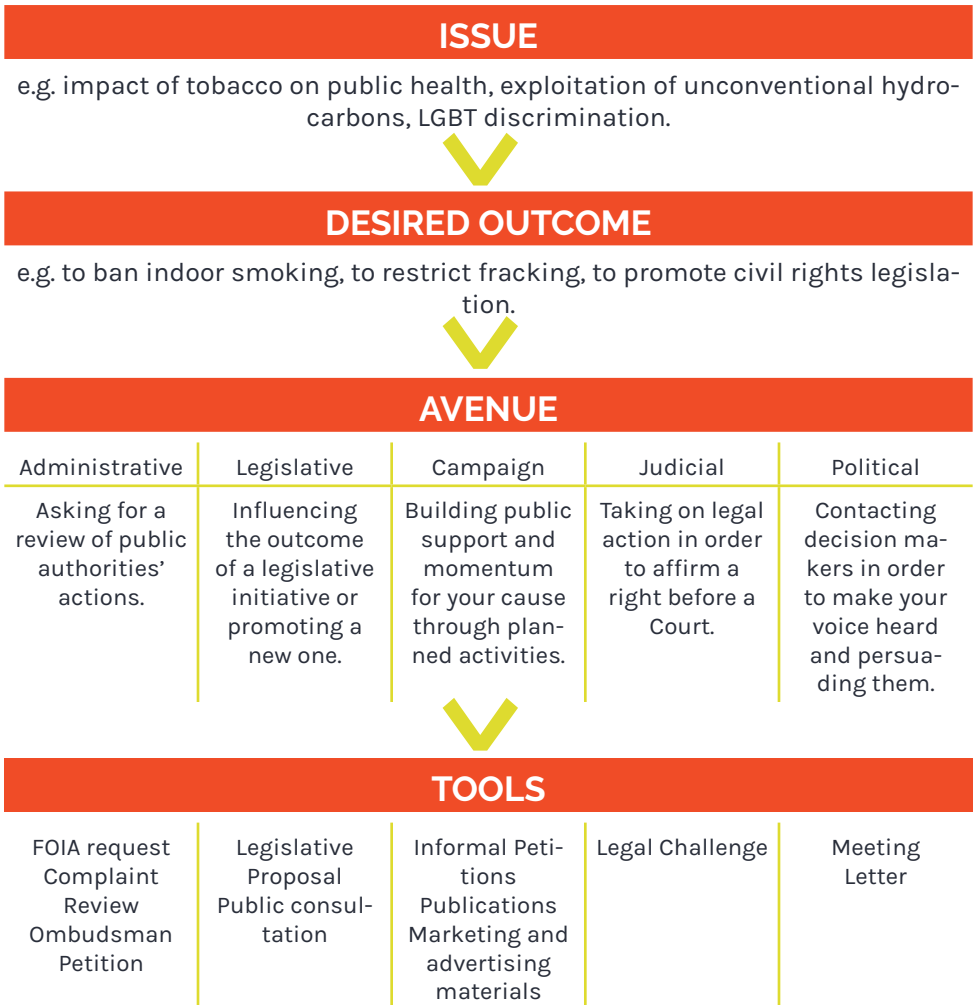 ISSUE
e.g. impact of tobacco on public health, exploitation of unconventional hydro-
carbons, LGBT discrimination.
DESIRED OUTCOME
e.g. to ban indoor smoking, to restrict fracking, to promote civil rights legisla-
tion.
AVENUE
Administrative
Asking for a
review of public
authorities’
actions.
Legislative
Influencing
the outcome
of a legislative
initiative or
promoting a
new one.
Campaign
Building public
support and
momentum
for your cause
through plan-
ned activities.
Judicial
Taking on legal
action in order
to affirm a
right before a
Court.
Political
Contacting
decision ma-
kers in order
to make your
voice heard
and persua-
ding them.
TOOLS
FOIA request
Complaint
Review
Ombudsman
Petition
Legislative
Proposal
Public consul-
tation
Informal Peti-
tions
Publications
Marketing and
advertising
materials
Legal Challenge
Meeting
Letter